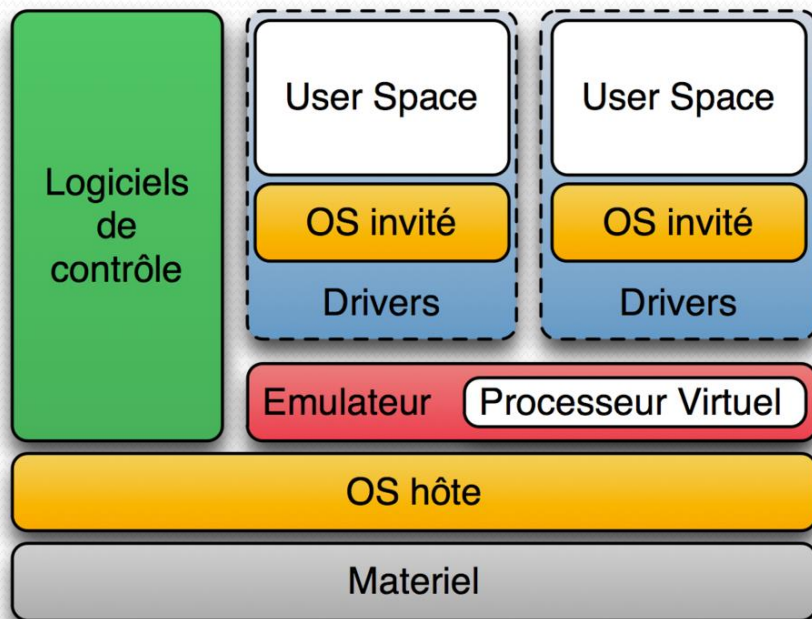 Logiciels
de
contrôle
User Space
OS invité
Drivers
User Space
OS invité
Drivers
Emulateur
Processeur Virtuel
OS hôte
Materiel